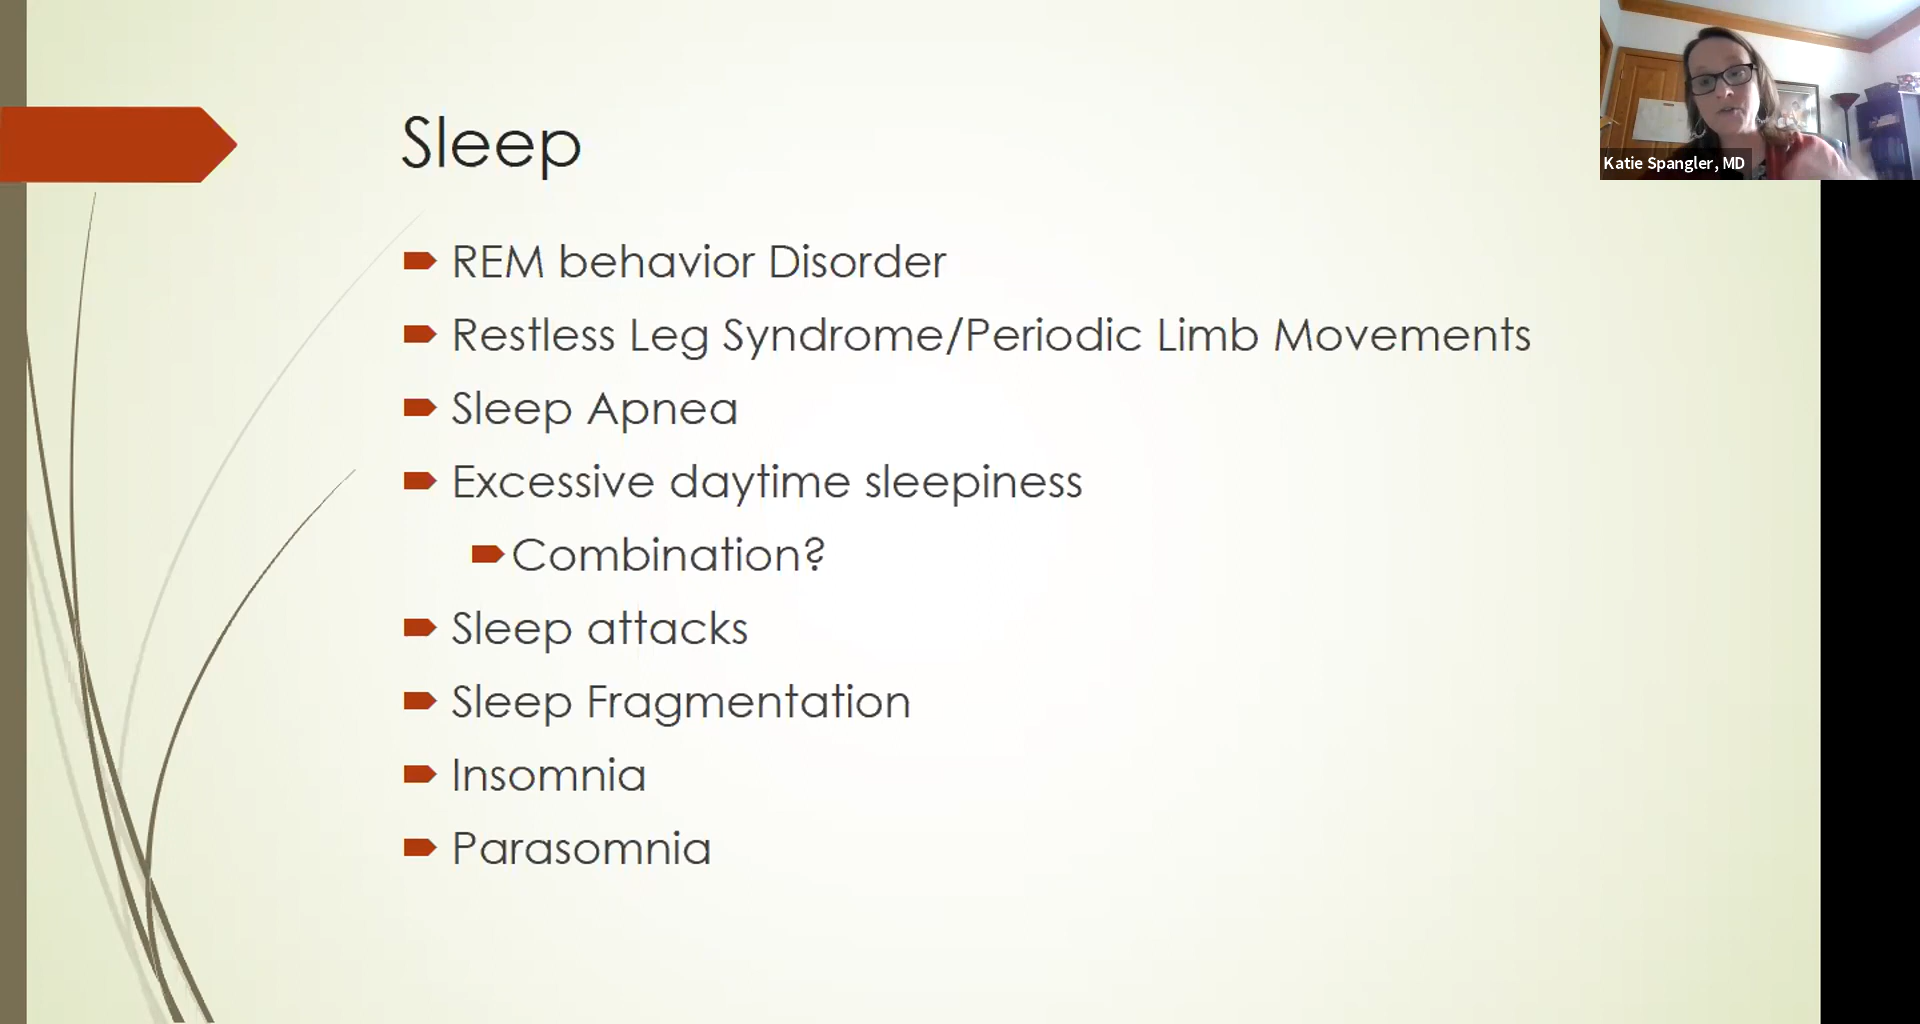 Sleep
REM behavior Disorder
Restless Leg Syndrome/Periodic Limb Movements
Sleep Apnea
Excessive daytime sleepiness
Combination?
Sleep attacks
Sleep Fragmentation
Insomnia
Parasomnia
Katie Spangler, MD